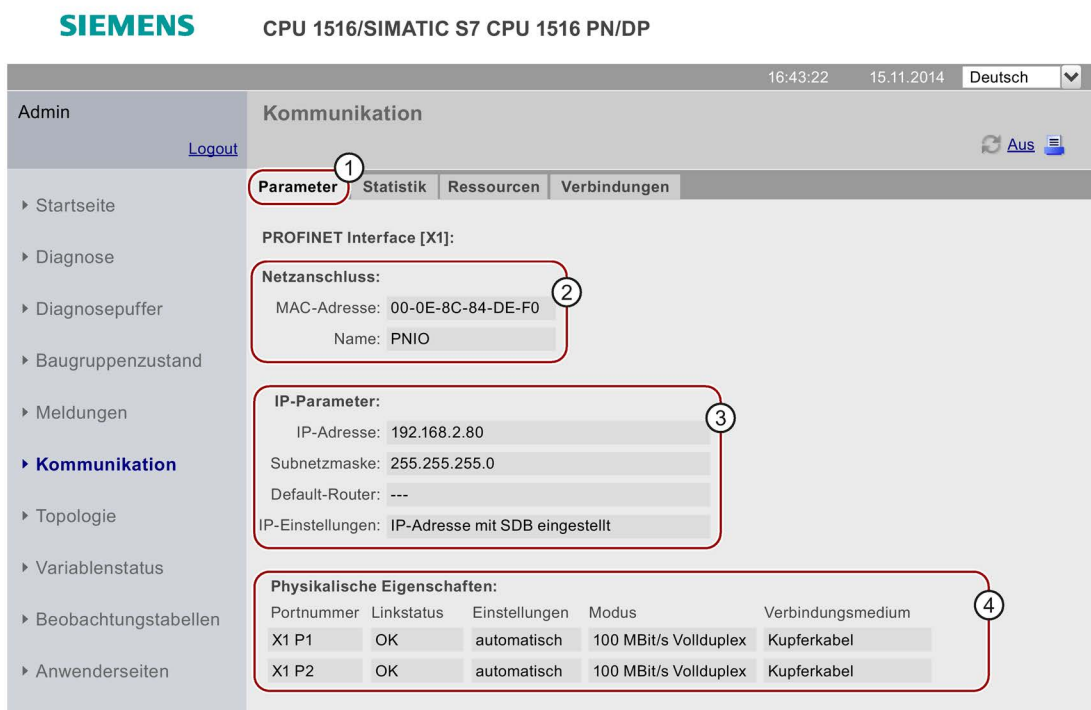 SIEMENS CPU 1516/SIMATIC S7 CPU 1516 PN/DP
16:43:22 15.11.2014 Deutsch
Admin
Logout
Kommunikation
Aus
1
Parameter Statistik Ressourcen Verbindungen
Startseite
Diagnose
Diagnosepuffer
Baugruppenzustand
Meldungen
Kommunikation
Topologie
Variablenstatus
Beobachtungstabellen
Anwenderseiten
PROFINET Interface [X1]:
Netzanschluss:
2
MAC-Adresse: 00-0E-8C-84-DE-F0
Name: PNIO
IP-Parameter:
3
IP-Adresse: 192.168.2.80
Subnetzmaske: 255.255.255.0
Default-Router: ---
IP-Einstellungen: IP-Adresse mit SDB eingestellt
Physikalische Eigenschaften:
4
Portnummer Linkstatus Einstellungen Modus Verbindungsmedium
X1 P1 OK automatisch 100 MBit/s Vollduplex Kupferkabel
X1 P2 OK automatisch 100 MBit/s Vollduplex Kupferkabel